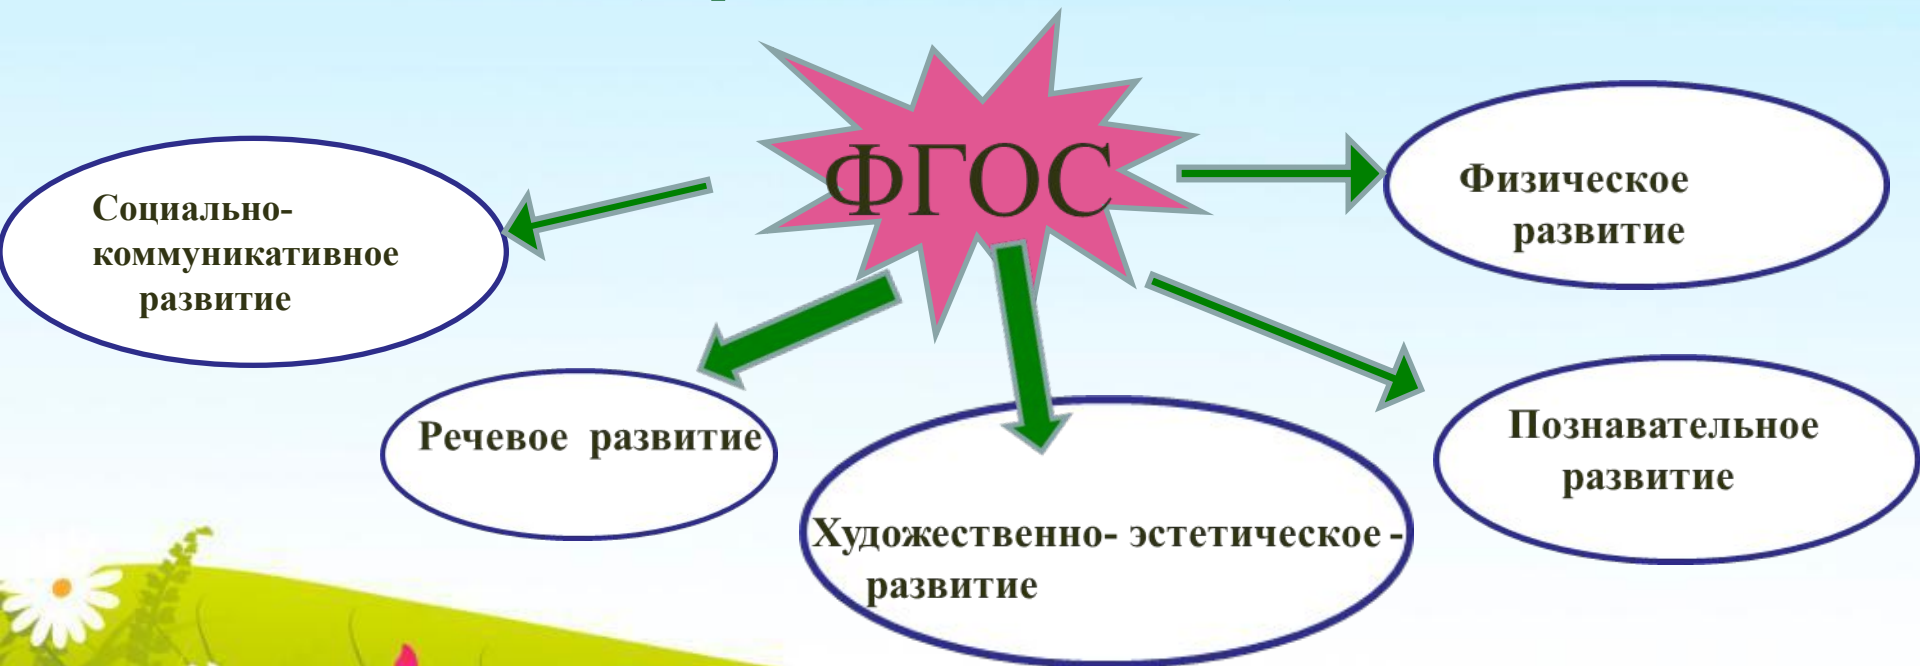 ФГОС
Социально-
коммуникативное
развитие
Речевое развитие
Художественно- эстетическое -
развитие
Познавательное
развитие
Физическое
развитие